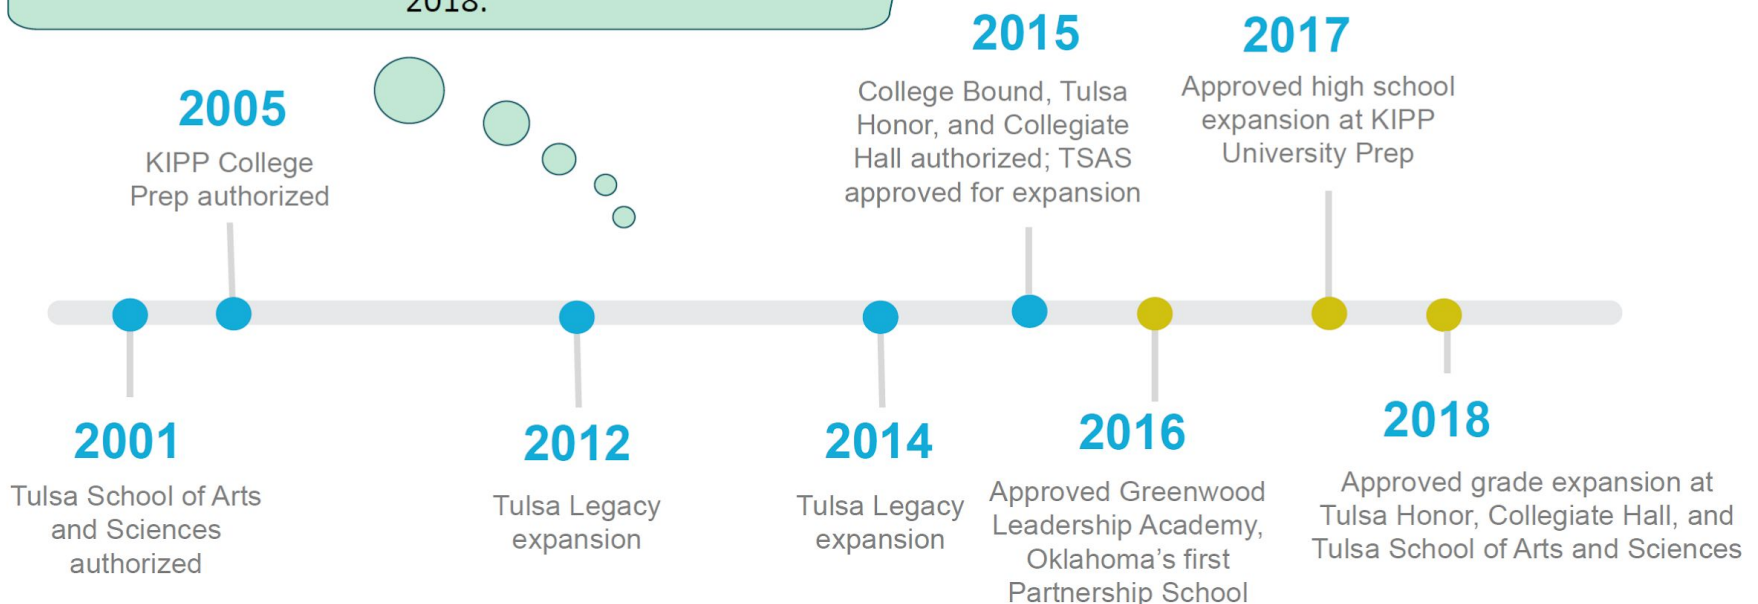 2018.
2005
KIPP College
Prep authorized
2015
College Bound, Tulsa
Honor, and Collegiate
Hall authorized; TSAS
approved for expansion
2017
Approved high school
expansion at KIPP
University Prep
2001
Tulsa School of Arts
and Sciences
authorized
2012
Tulsa Legacy
expansion
2014
Tulsa Legacy
expansion
2016
Approved Greenwood
Leadership Academy,
Oklahoma’s first
Partnership School
2018
Approved grade expansion at
Tulsa Honor, Collegiate Hall, and
Tulsa School of Arts and Sciences